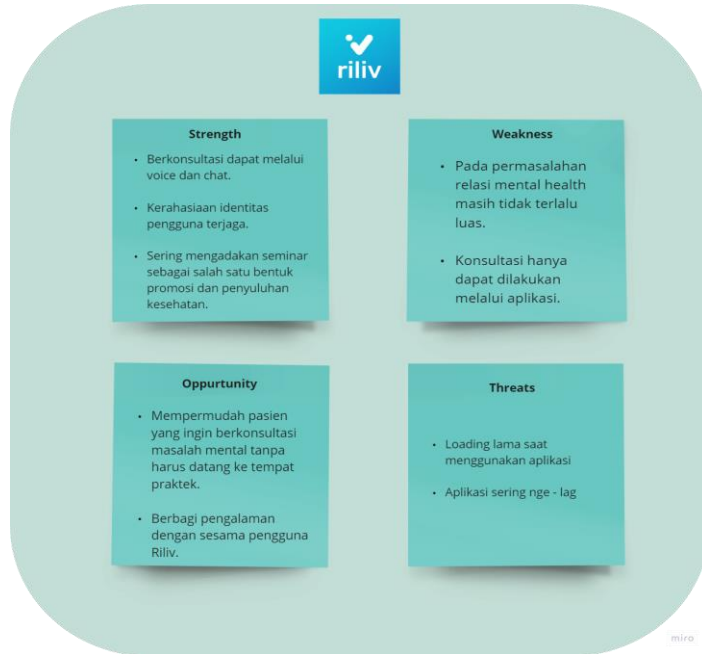 riliv
Strength
• Berkonsultasi dapat melalui
voice dan chat.
• Kerahasiaan identitas
pengguna terjaga.
• Sering mengadakan seminar
sebagai salah satu bentuk
promosi dan penyuluhan
kesehatan.
Weakness
• Pada permasalahan
relasi mental health
masih tidak terlalu
luas.
• Konsultasi hanya
dapat dilakukan
melalui aplikasi.
Oppurtunity
• Mempermudah pasien
yang ingin berkonsultasi
masalah mental tanpa
harus datang ke tempat
praktek.
• Berbagi pengalaman
dengan sesama pengguna
Riliv.
Threats
• Loading lama saat
menggunakan aplikasi
• Aplikasi sering nge - lag
miro